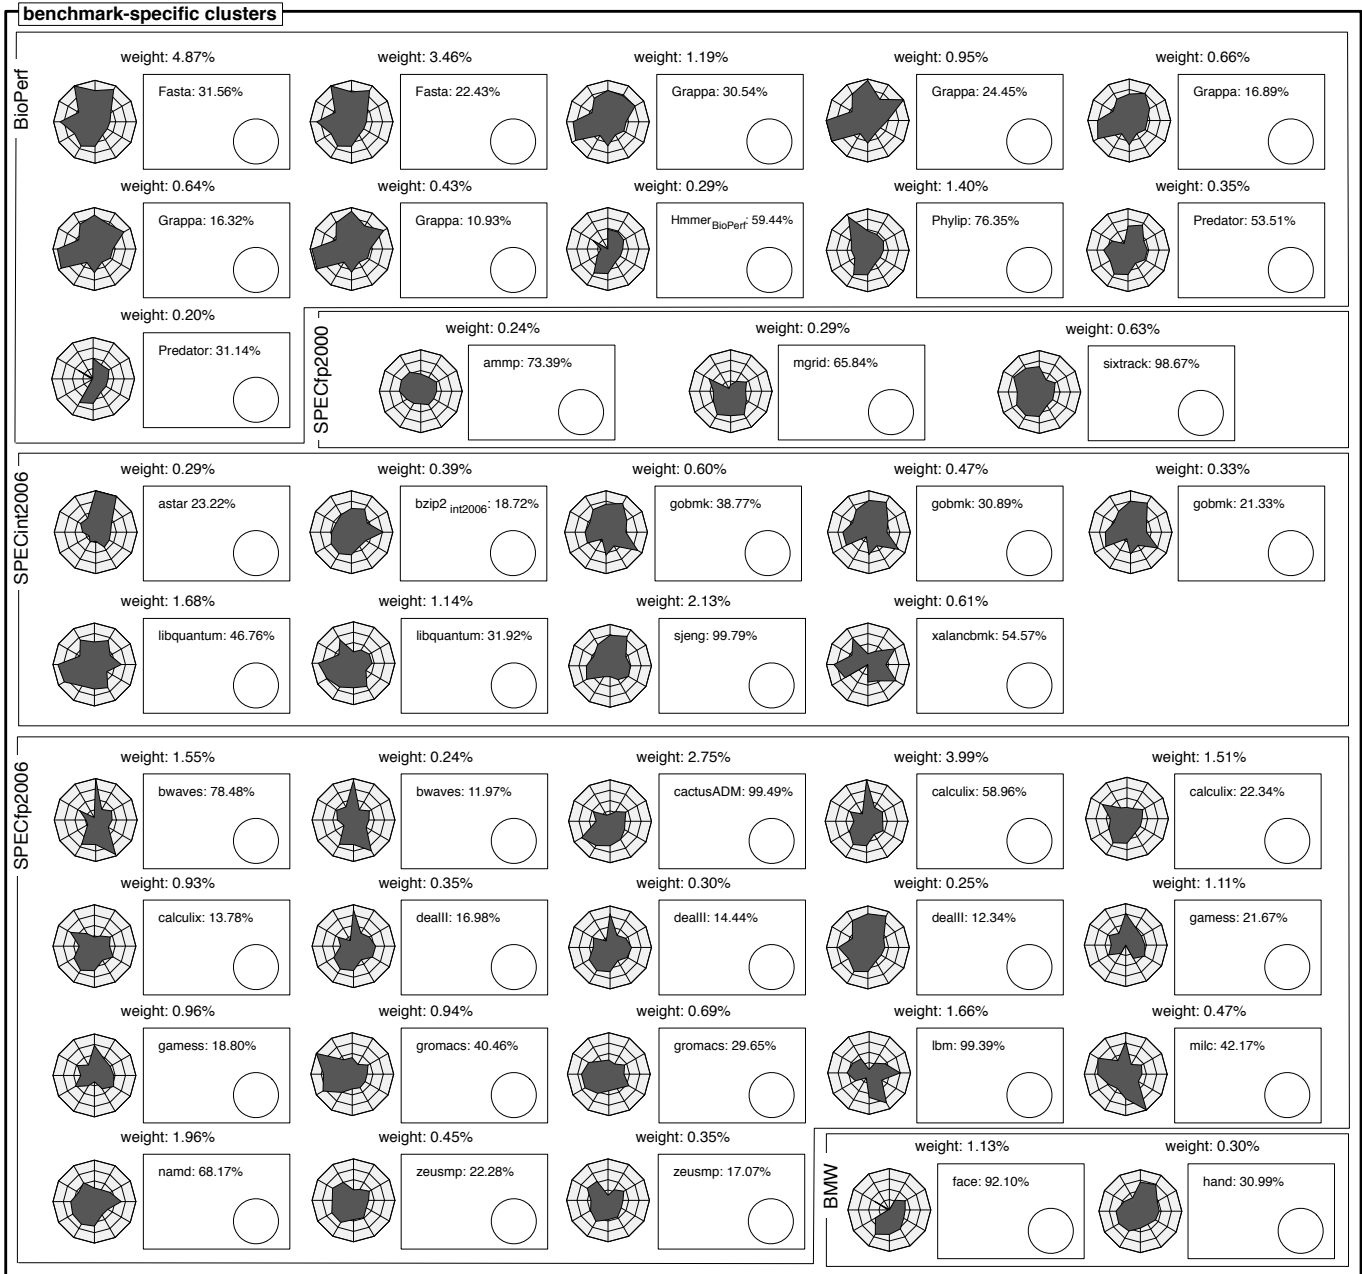 benchmark-specific clusters
BioPerf
weight: 4.87%
Fasta: 31.56%
weight: 3.46%
Fasta: 22.43%
weight: 1.19%
Grappa: 30.54%
weight: 0.95%
Grappa: 24.45%
weight: 0.66%
Grappa: 16.89%
weight: 0.64%
Grappa: 16.32%
weight: 0.43%
Grappa: 10.93%
weight: 0.29%
Hmmer BioPerf: 59.44%
weight: 1.40%
Phylip: 76.35%
weight: 0.35%
Predator: 53.51%
weight: 0.20%
Predator: 31.14%
SPECfp2000
weight: 0.24%
ammp: 73.39%
weight: 0.29%
mgrid: 65.84%
weight: 0.63%
sixtrack: 98.67%
SPECint2006
weight: 0.29%
astar 23.22%
weight: 0.39%
bzip2 int2006: 18.72%
weight: 0.60%
gobmk: 38.77%
weight: 0.47%
gobmk: 30.89%
weight: 0.33%
gobmk: 21.33%
weight: 1.68%
libquantum: 46.76%
weight: 1.14%
libquantum: 31.92%
weight: 2.13%
sjeng: 99.79%
weight: 0.61%
xalancbmk: 54.57%
SPECfp2006
weight: 1.55%
bwaves: 78.48%
weight: 0.24%
bwaves: 11.97%
weight: 2.75%
cactusADM: 99.49%
weight: 3.99%
calculix: 58.96%
weight: 1.51%
calculix: 22.34%
weight: 0.93%
calculix: 13.78%
weight: 0.35%
dealII: 16.98%
weight: 0.30%
dealII: 14.44%
weight: 0.25%
dealII: 12.34%
weight: 1.11%
gamess: 21.67%
weight: 0.96%
gamess: 18.80%
weight: 0.94%
gromacs: 40.46%
weight: 0.69%
gromacs: 29.65%
weight: 1.66%
lbm: 99.39%
weight: 0.47%
milc: 42.17%
weight: 1.96%
namd: 68.17%
weight: 0.45%
zeusmp: 22.28%
weight: 0.35%
zeusmp: 17.07%
BMW
weight: 1.13%
face: 92.10%
weight: 0.30%
hand: 30.99%